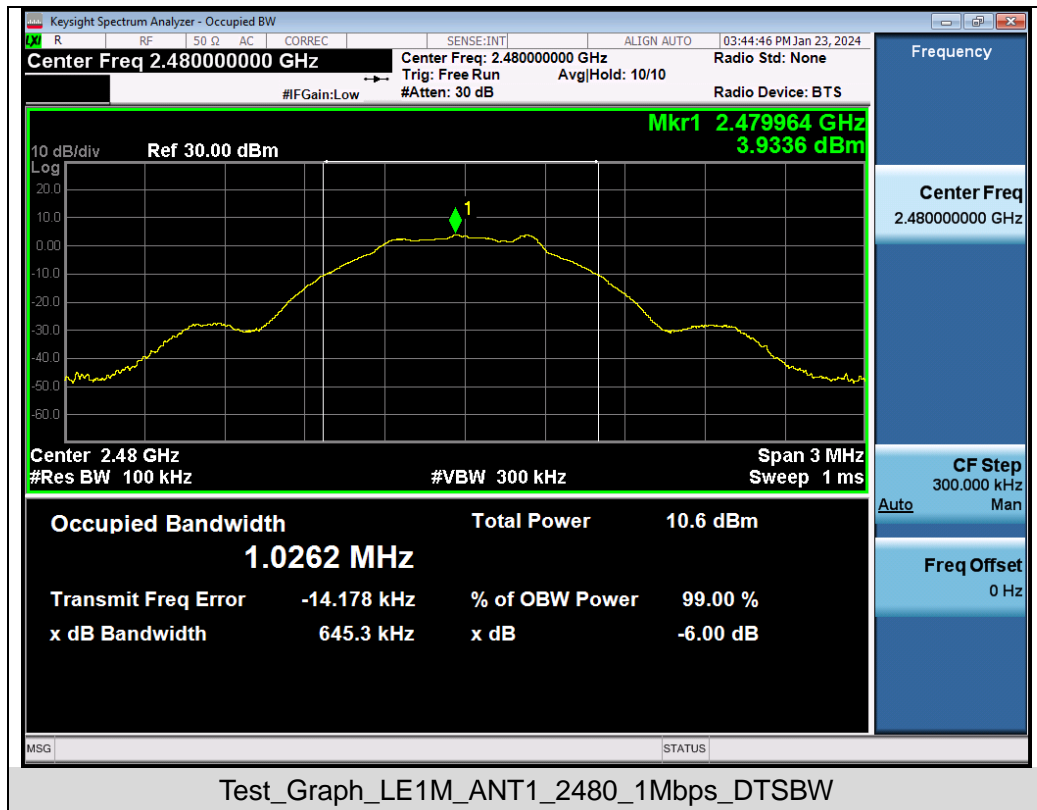 Keysight Spectrum Analyzer - Occupied BW
LXI R RF 50 Ω AC CORREC SENSE:INT ALIGN AUTO 03:44:46 PM Jan 23, 2024
Center Freq 2.480000000 GHz
Center Freq: 2.480000000 GHz Radio Std: None
Trig: Free Run Avg|Hold: 10/10
#IFGain:Low #Atten: 30 dB Radio Device: BTS
Mkr1 2.479964 GHz
3.9336 dBm
10 dB/div Ref 30.00 dBm
Log
20.0
10.0
0.00
-10.0
-20.0
-30.0
-40.0
-50.0
-60.0
1
Center 2.48 GHz Span 3 MHz
#Res BW 100 kHz #VBW 300 kHz Sweep 1 ms
Occupied Bandwidth Total Power 10.6 dBm
1.0262 MHz
Transmit Freq Error -14.178 kHz % of OBW Power 99.00 %
x dB Bandwidth 645.3 kHz x dB -6.00 dB
MSG STATUS
Frequency
Center Freq
2.480000000 GHz
CF Step
300.000 kHz
Auto Man
Freq Offset
0 Hz
Test_Graph_LE1M_ANT1_2480_1Mbps_DTSBW